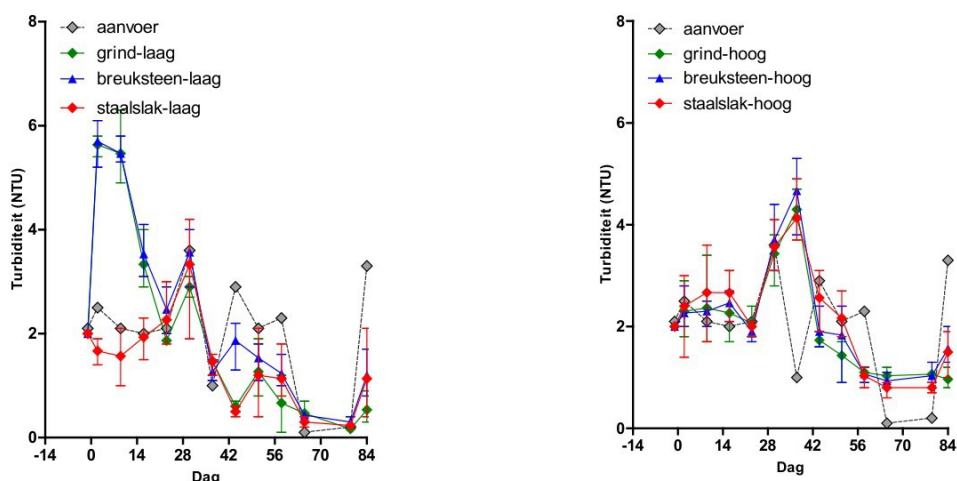 aanvoer
grind-laag
breuksteen-laag
staalslak-laag
Turbiditeit (NTU)
8
6
4
2
0
-14 0 14 28 42 56 70 84
Dag
aanvoer
grind-hoog
breuksteen-hoog
staalslak-hoog
Turbiditeit (NTU)
8
6
4
2
0
-14 0 14 28 42 56 70 84
Dag